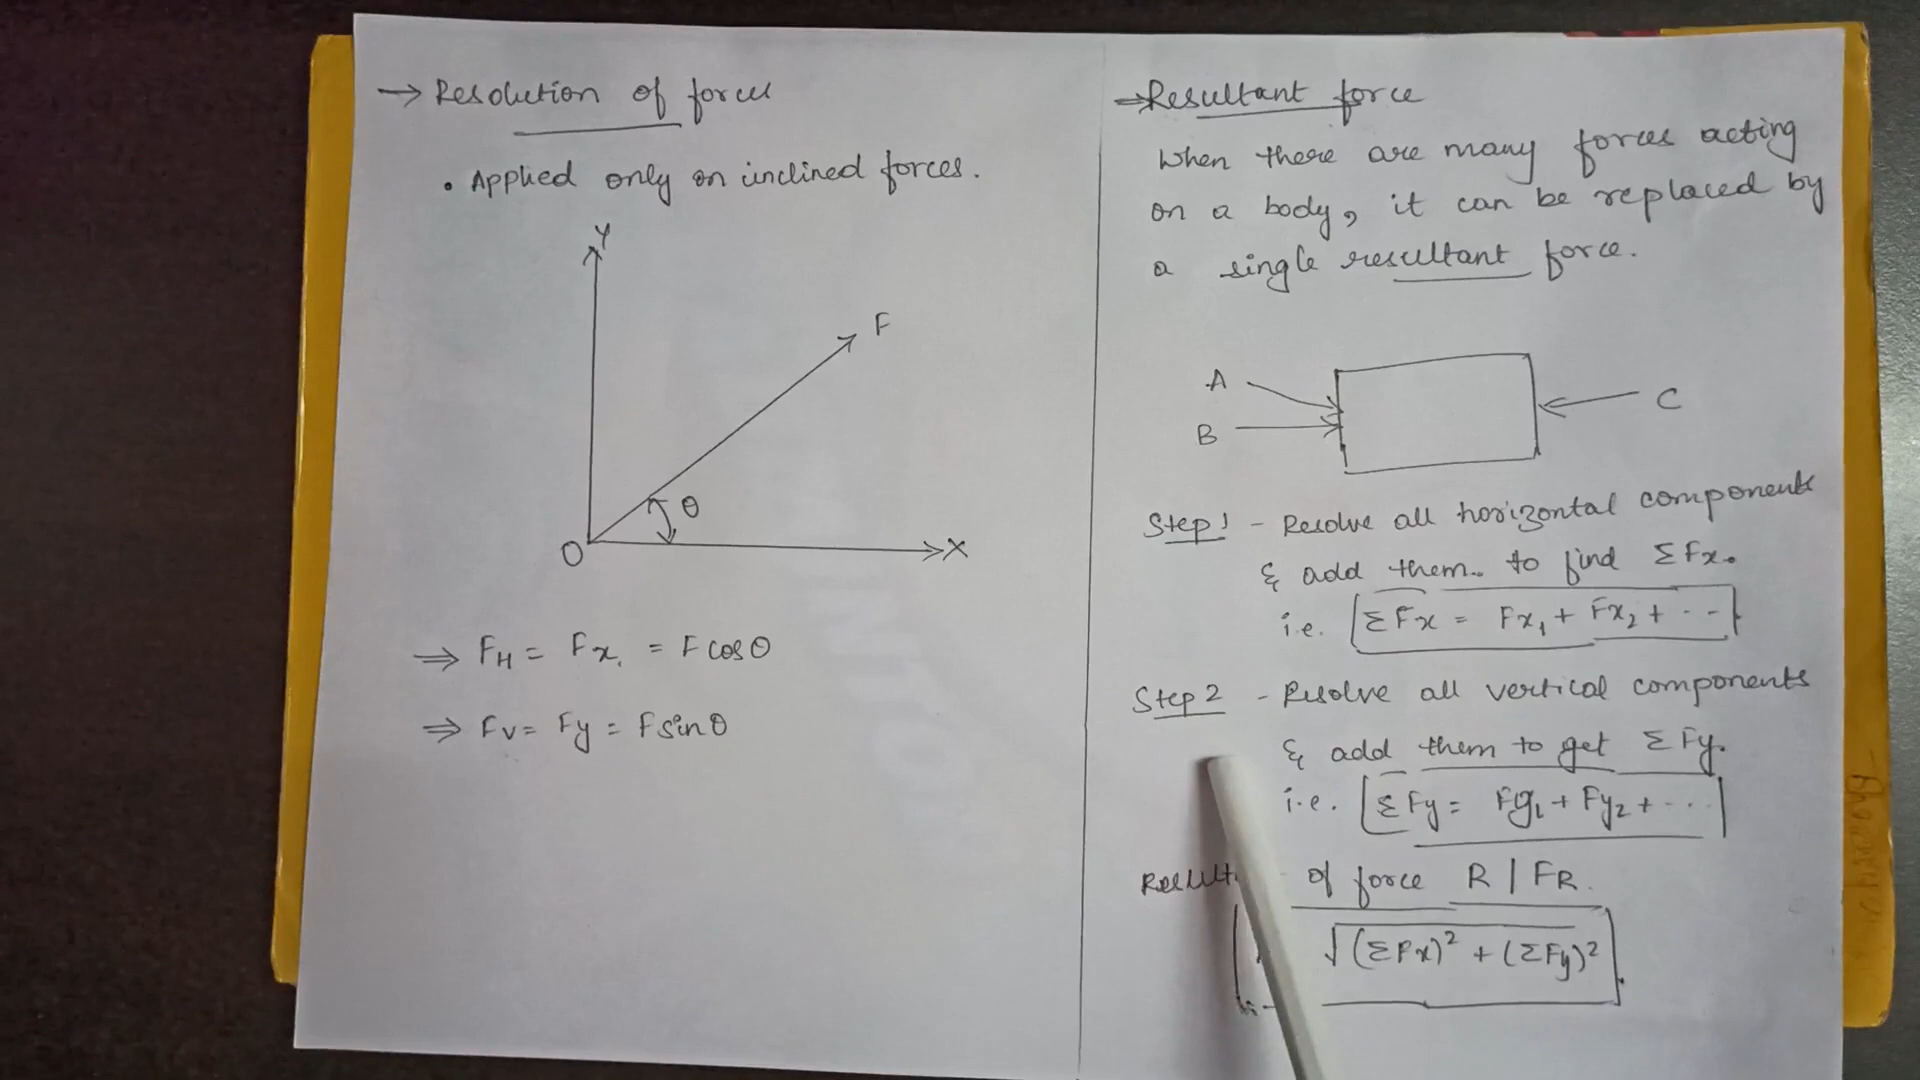 → Resolution of forces
• Applied only on inclined forces.
Y
F
θ
O
X
⇒ FH = Fx. = F cosθ
⇒ Fv = Fy = F sinθ
⇒ Resultant force
When there are many forces acting
on a body, it can be replaced by
a single resultant force.
A
B
C
Step 1 - Resolve all horizontal components
& add them.. to find ΣFx.
i.e. ΣFx = Fx₁ + Fx₂ + ---
Step 2 - Resolve all vertical components
& add them to get ΣFy.
i.e. ΣFy = Fy₁ + Fy₂ + ...
of force R | FR.
√(ΣFx)² + (ΣFy)²